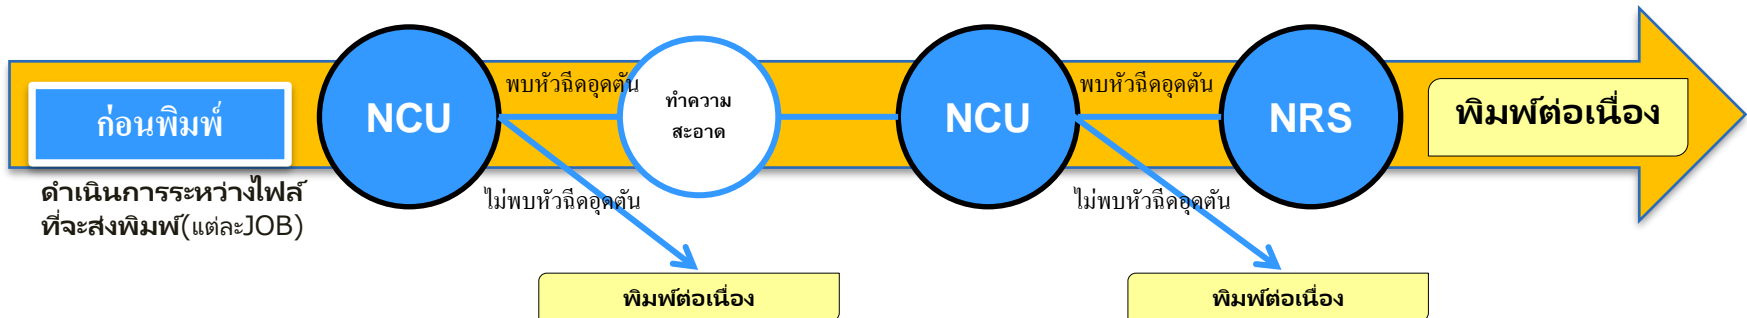 ก่อนพิมพ์
ดำเนินการระหว่างไฟล์
ที่จะส่งพิมพ์(แต่ละJOB)
NCU
พบหัวฉีดอุดตัน
ไม่พบหัวฉีดอุดตัน
ทำความ
สะอาด
พิมพ์ต่อเนื่อง
NCU
พบหัวฉีดอุดตัน
ไม่พบหัวฉีดอุดตัน
NRS
พิมพ์ต่อเนื่อง
พิมพ์ต่อเนื่อง